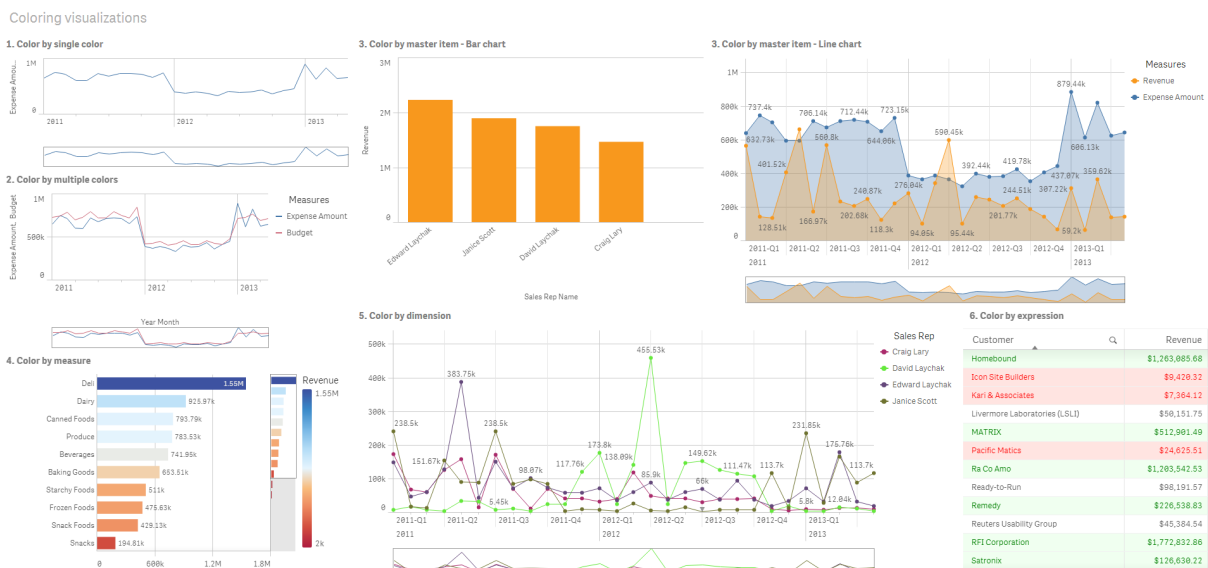 Coloring visualizations
1. Color by single color
Expense Amou...
1M
0
2011
2012
2013
2. Color by multiple colors
Expense Amount, Budget
1M
500k
0
2011
2012
2013
Year Month
Measures
Expense Amount
Budget
4. Color by measure
Deli
1.55M
Dairy
926.97k
Canned Foods
793.79k
Produce
783.53k
Beverages
741.95k
Baking Goods
653.51k
Starchy Foods
511k
Frozen Foods
475.63k
Snack Foods
429.13k
Snacks
194.81k
0
600k
1.2M
1.8M
Revenue
1.55M
2k
3. Color by master item - Bar chart
Revenue
3M
2M
1M
0
Edward Laychak
Janice Scott
David Laychak
Craig Lary
Sales Rep Name
3. Color by master item - Line chart
Measures
Revenue
Expense Amount
1M
800k
600k
400k
200k
0
737.4k
632.73k
401.52k
128.51k
706.14k
560.8k
166.97k
712.44k
202.68k
240.87k
644.06k
118.3k
723.15k
276.04k
94.05k
590.45k
95.44k
392.44k
201.77k
419.78k
244.51k
307.22k
437.07k
59.2k
879.44k
606.13k
359.62k
2011-Q1
2011-Q2
2011-Q3
2011-Q4
2012-Q1
2012-Q2
2012-Q3
2012-Q4
2013-Q1
2011
2012
2013
5. Color by dimension
Sales Rep
Craig Lary
David Laychak
Edward Laychak
Janice Scott
500k
400k
300k
200k
100k
0
238.5k
151.67k
383.75k
238.5k
5.45k
98.07k
117.76k
173.8k
138.09k
455.53k
85.9k
149.62k
66k
111.47k
113.7k
231.85k
5.8k
175.76k
12.04k
113.7k
2011-Q1
2011-Q2
2011-Q3
2011-Q4
2012-Q1
2012-Q2
2012-Q3
2012-Q4
2013-Q1
2011
2012
2013
6. Color by expression
Customer Revenue
Homebound $1,263,085.68
Icon Site Builders $9,420.32
Kari & Associates $7,364.12
Livermore Laboratories (LSLI) $50,151.75
MATRIX $512,901.49
Pacific Matics $24,625.51
Ra Co Amo $1,203,542.53
Ready-to-Run $98,191.57
Remedy $226,538.83
Reuters Usability Group $45,384.54
RFI Corporation $1,772,832.86
Satronix $126,630.22